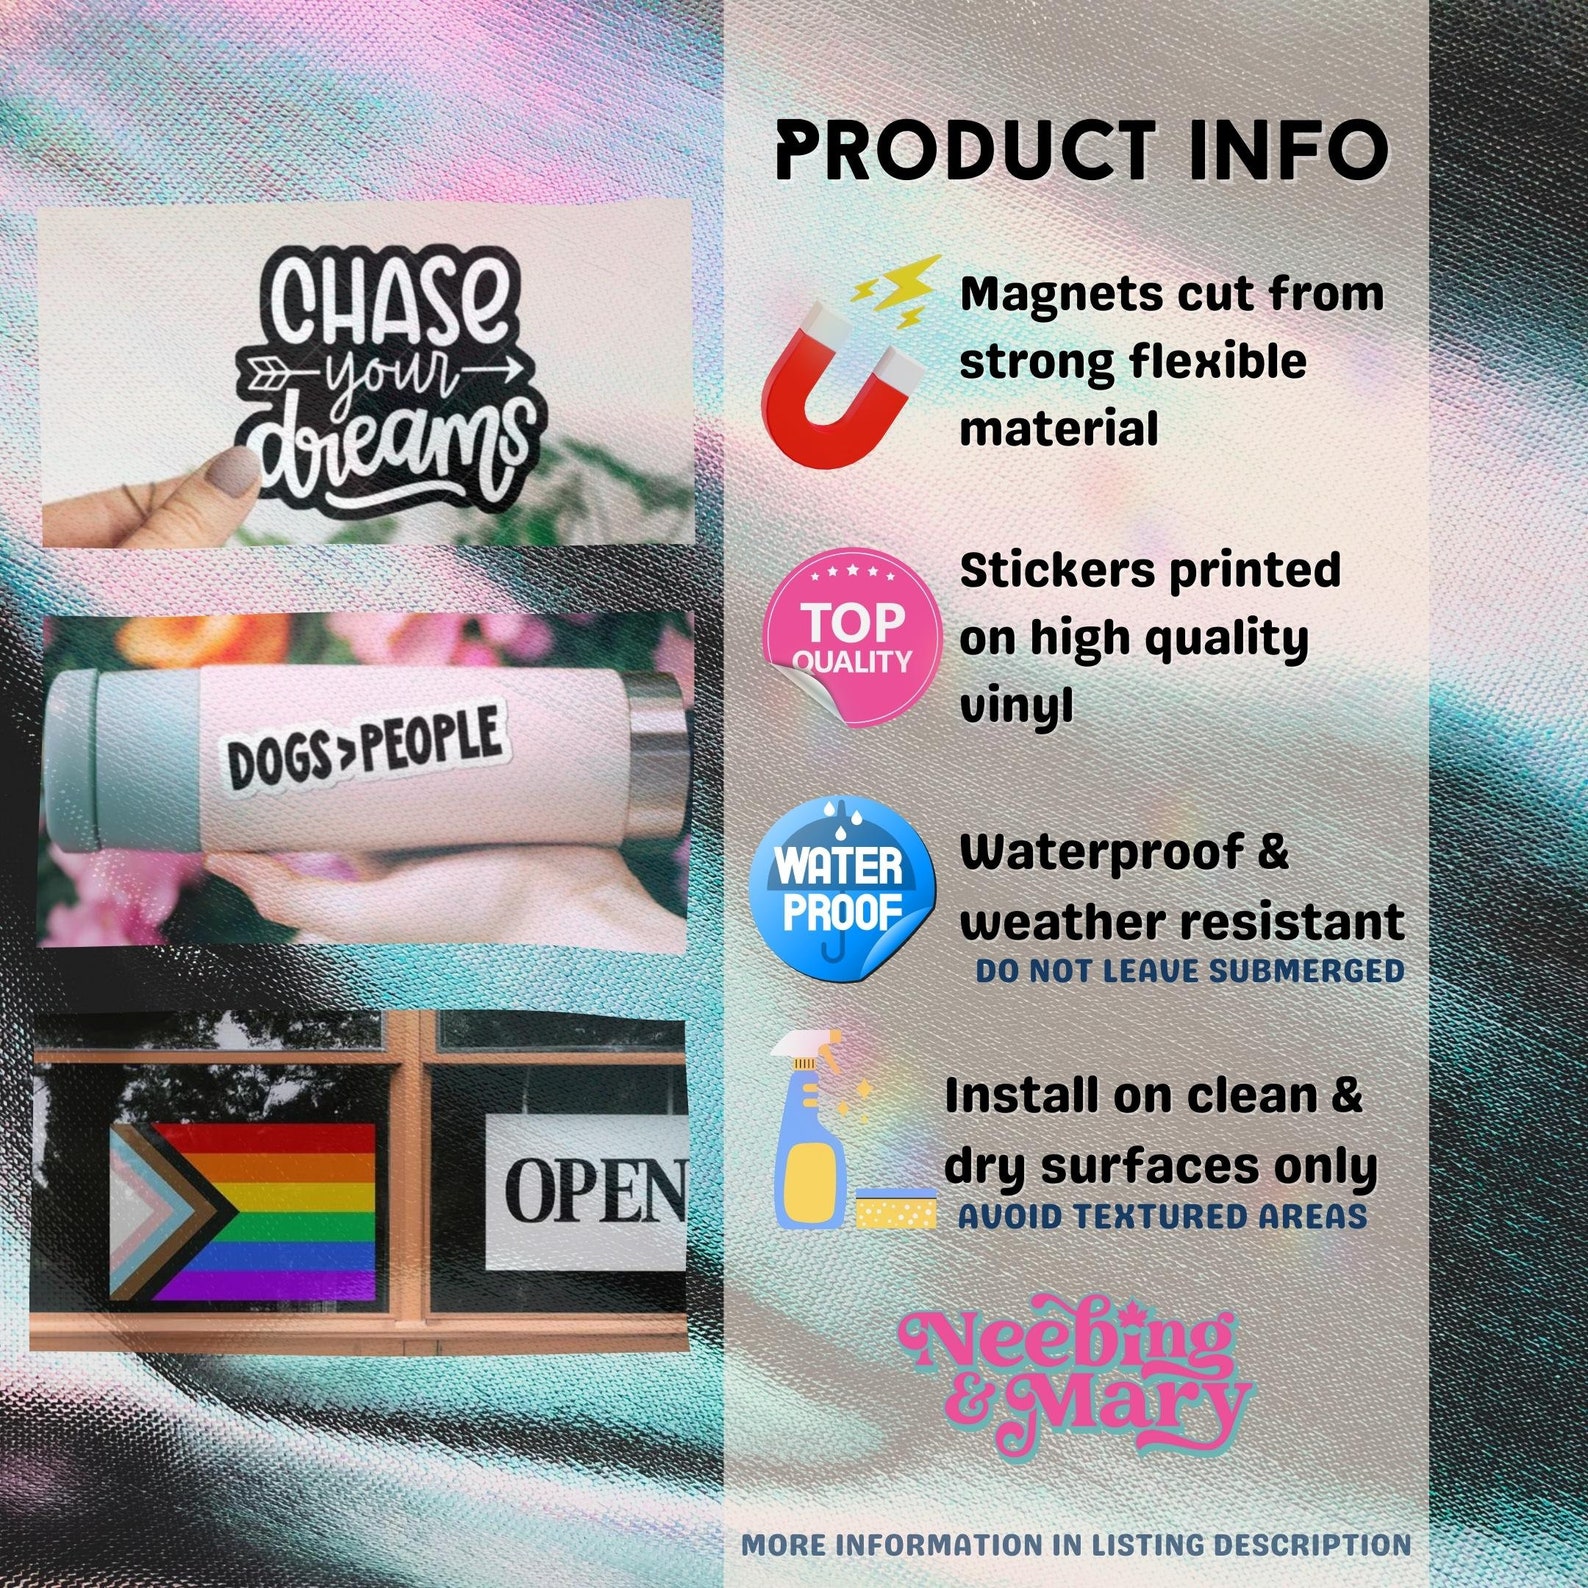 PRODUCT INFO
CHASE
your
dreams
Magnets cut from
strong flexible
material
TOP
QUALITY
Stickers printed
on high quality
vinyl
DOGS>PEOPLE
WATER
PROOF
Waterproof &
weather resistant
DO NOT LEAVE SUBMERGED
OPEN
Install on clean &
dry surfaces only
AVOID TEXTURED AREAS
Neebing
& Mary
MORE INFORMATION IN LISTING DESCRIPTION